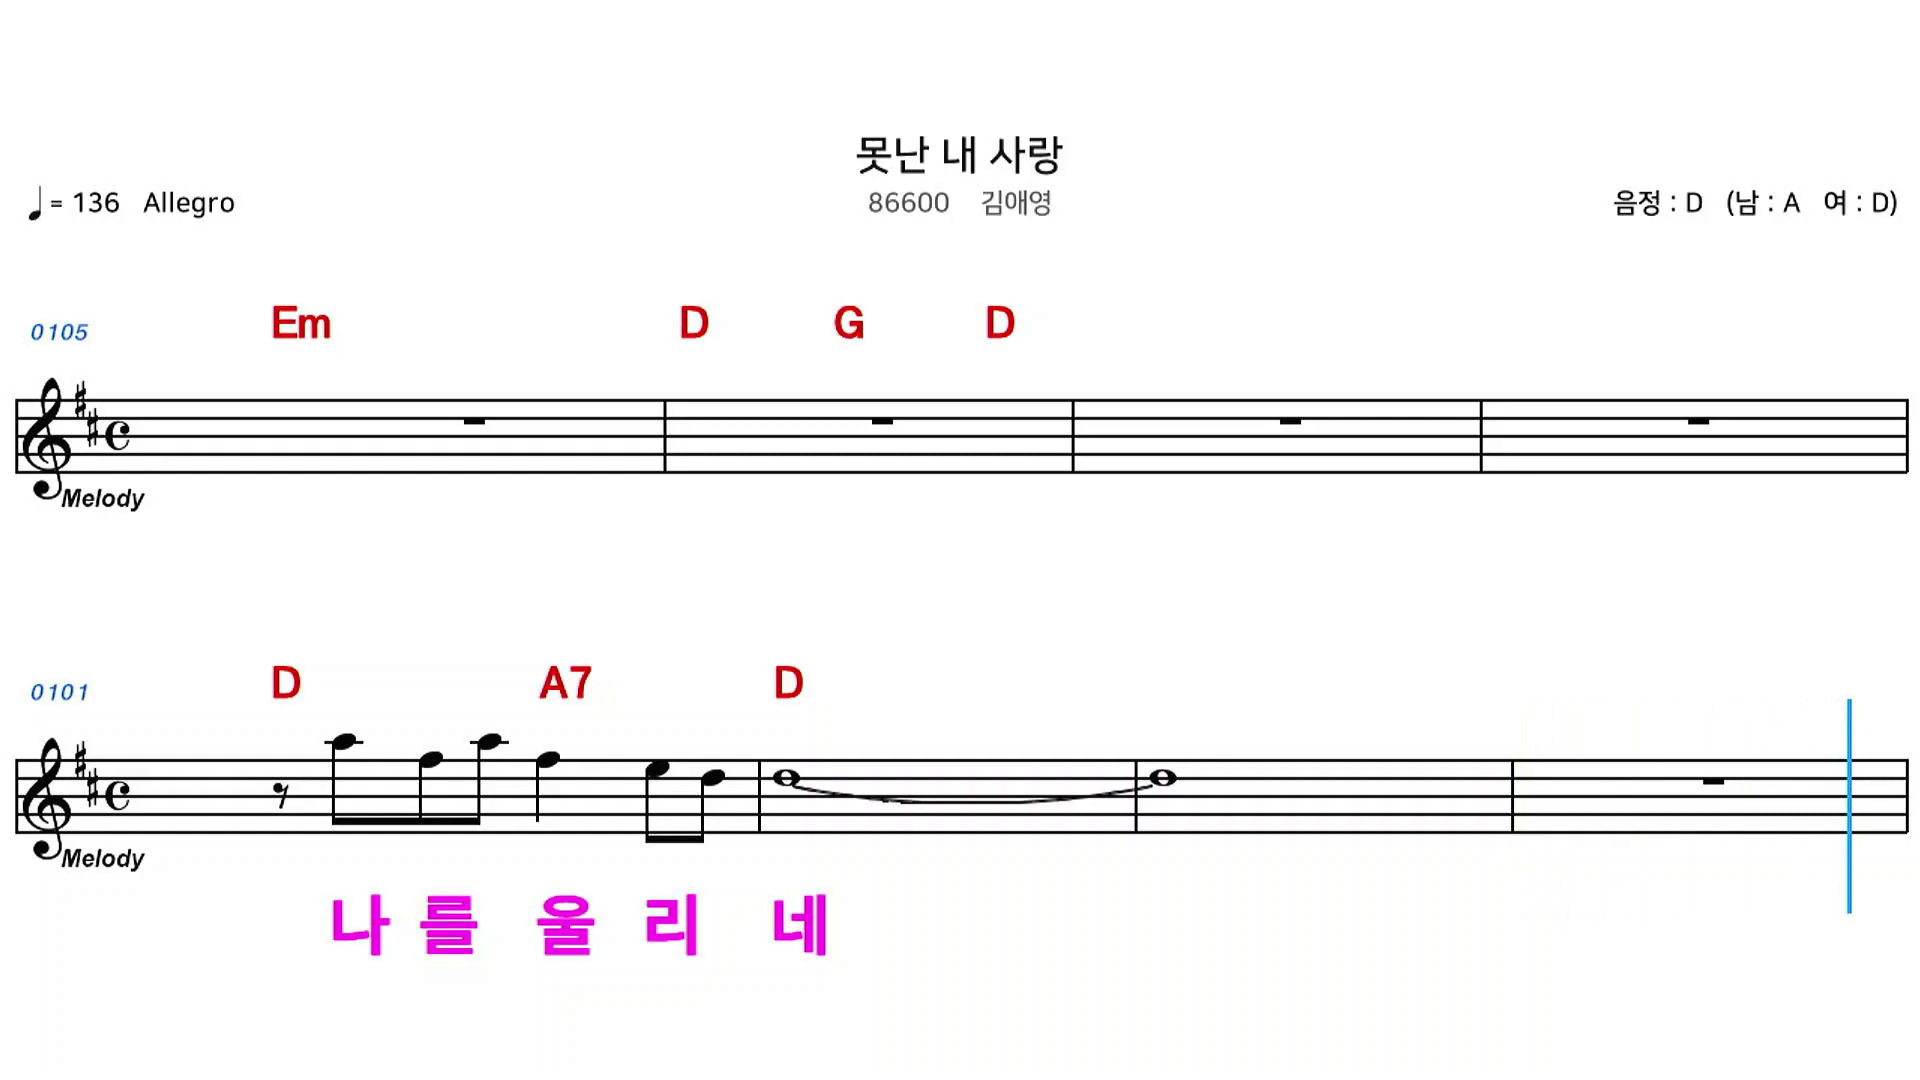 못난 내 사랑
♩= 136 Allegro
86600 김애영
음정 : D (남 : A 여 : D)
0105 Em D G D
Melody
0101 D A7 D
Melody
나 를 울 리 네